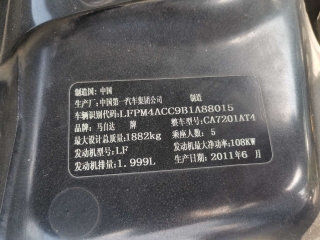 制造国: 中国
生产厂: 中国第一汽车集团公司 制造
车辆识别代码: LFPM4ACC9B1A88015
品牌: 马自达 牌 整车型号: CA7201AT4
最大设计总质量: 1882kg 乘座人数: 5
发动机型号: LF 发动机最大净功率: 108KW
发动机排量: 1.999L 生产日期: 2011年6月